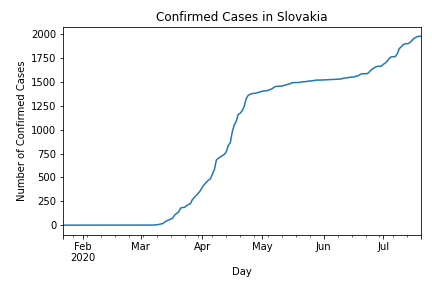 Confirmed Cases in Slovakia
Number of Confirmed Cases
2000
1750
1500
1250
1000
750
500
250
0
Feb Mar Apr May Jun Jul
2020
Day